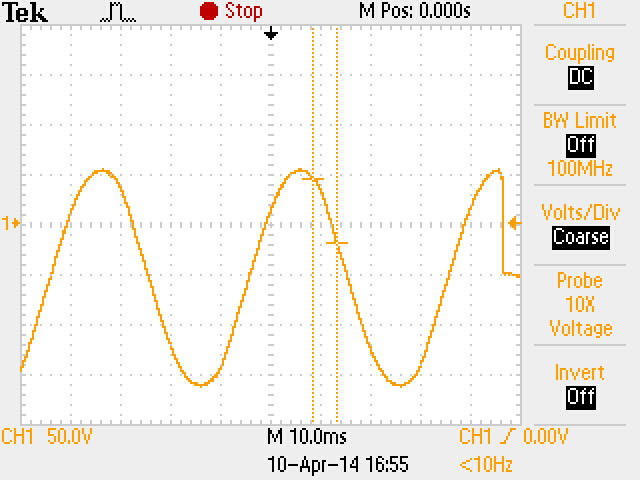 Tek Stop M Pos: 0.000s CH1
Coupling
DC
BW Limit
Off
100MHz
1
Volts/Div
Coarse
Probe
10X
Voltage
Invert
Off
CH1 50.0V M 10.0ms CH1 0.00V
10-Apr-14 16:55 <10Hz